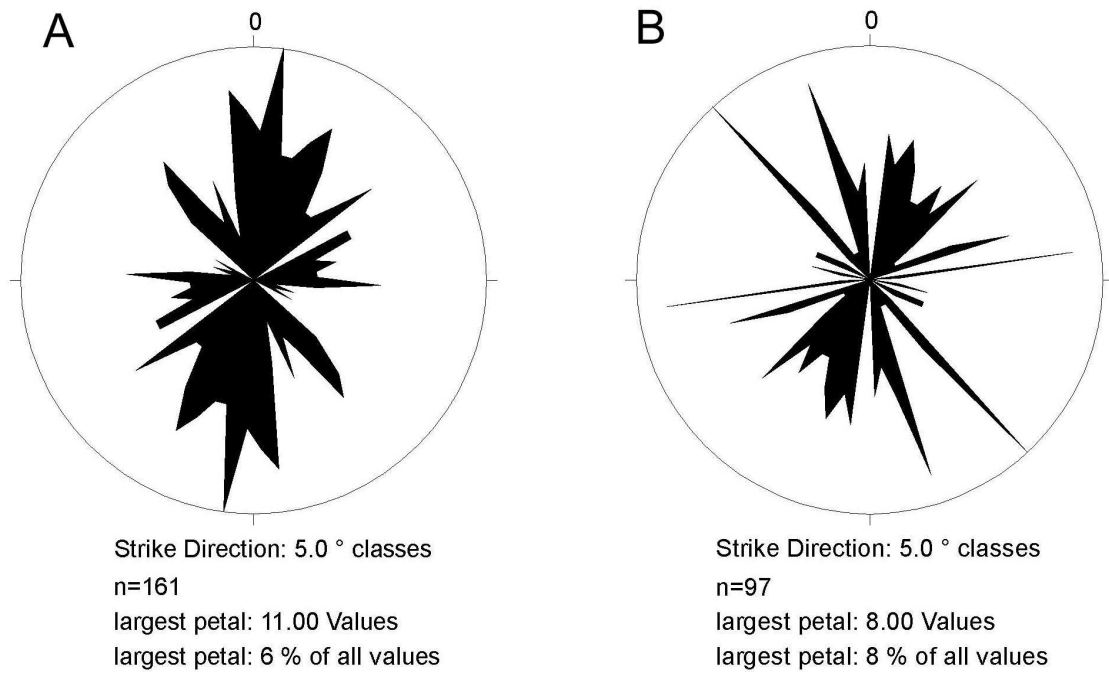 A
0
Strike Direction: 5.0 ° classes
n=161
largest petal: 11.00 Values
largest petal: 6 % of all values
B
0
Strike Direction: 5.0 ° classes
n=97
largest petal: 8.00 Values
largest petal: 8 % of all values